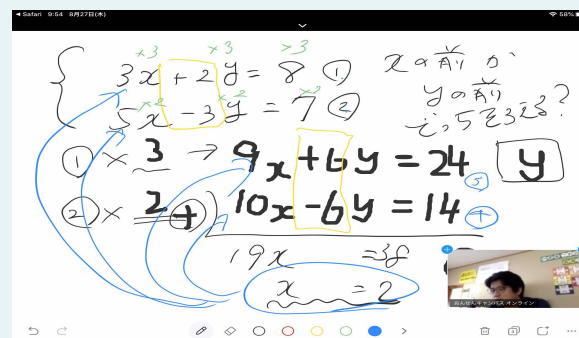 Safari 9:54 8月27日(木)
58%
×3 ×3 ×3
3x + 2y = 8 ①
×2 ×2 ×2
5x - 3y = 7 ②
xの前か
yの前
どっちをそろえる?
① × 3 → 9x + 6y = 24 ③
y
② × 2 + 10x - 6y = 14 ④
19x = 38
x = 2
おんせんキャンパス オンライン